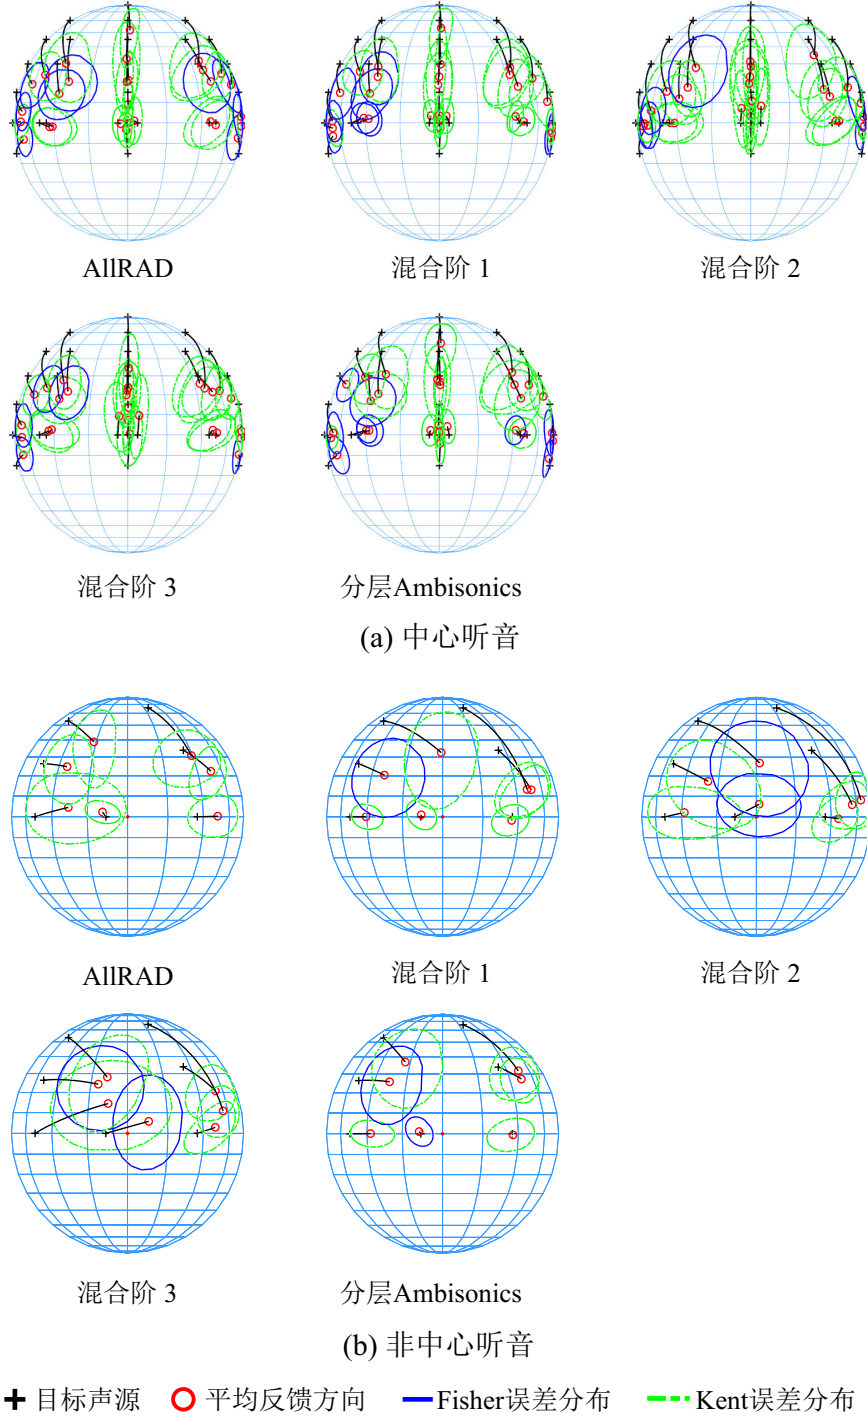 AllRAD
混合阶 1
混合阶 2
混合阶 3
分层Ambisonics
(a) 中心听音
AllRAD
混合阶 1
混合阶 2
混合阶 3
分层Ambisonics
(b) 非中心听音
目标声源 平均反馈方向 Fisher误差分布 Kent误差分布